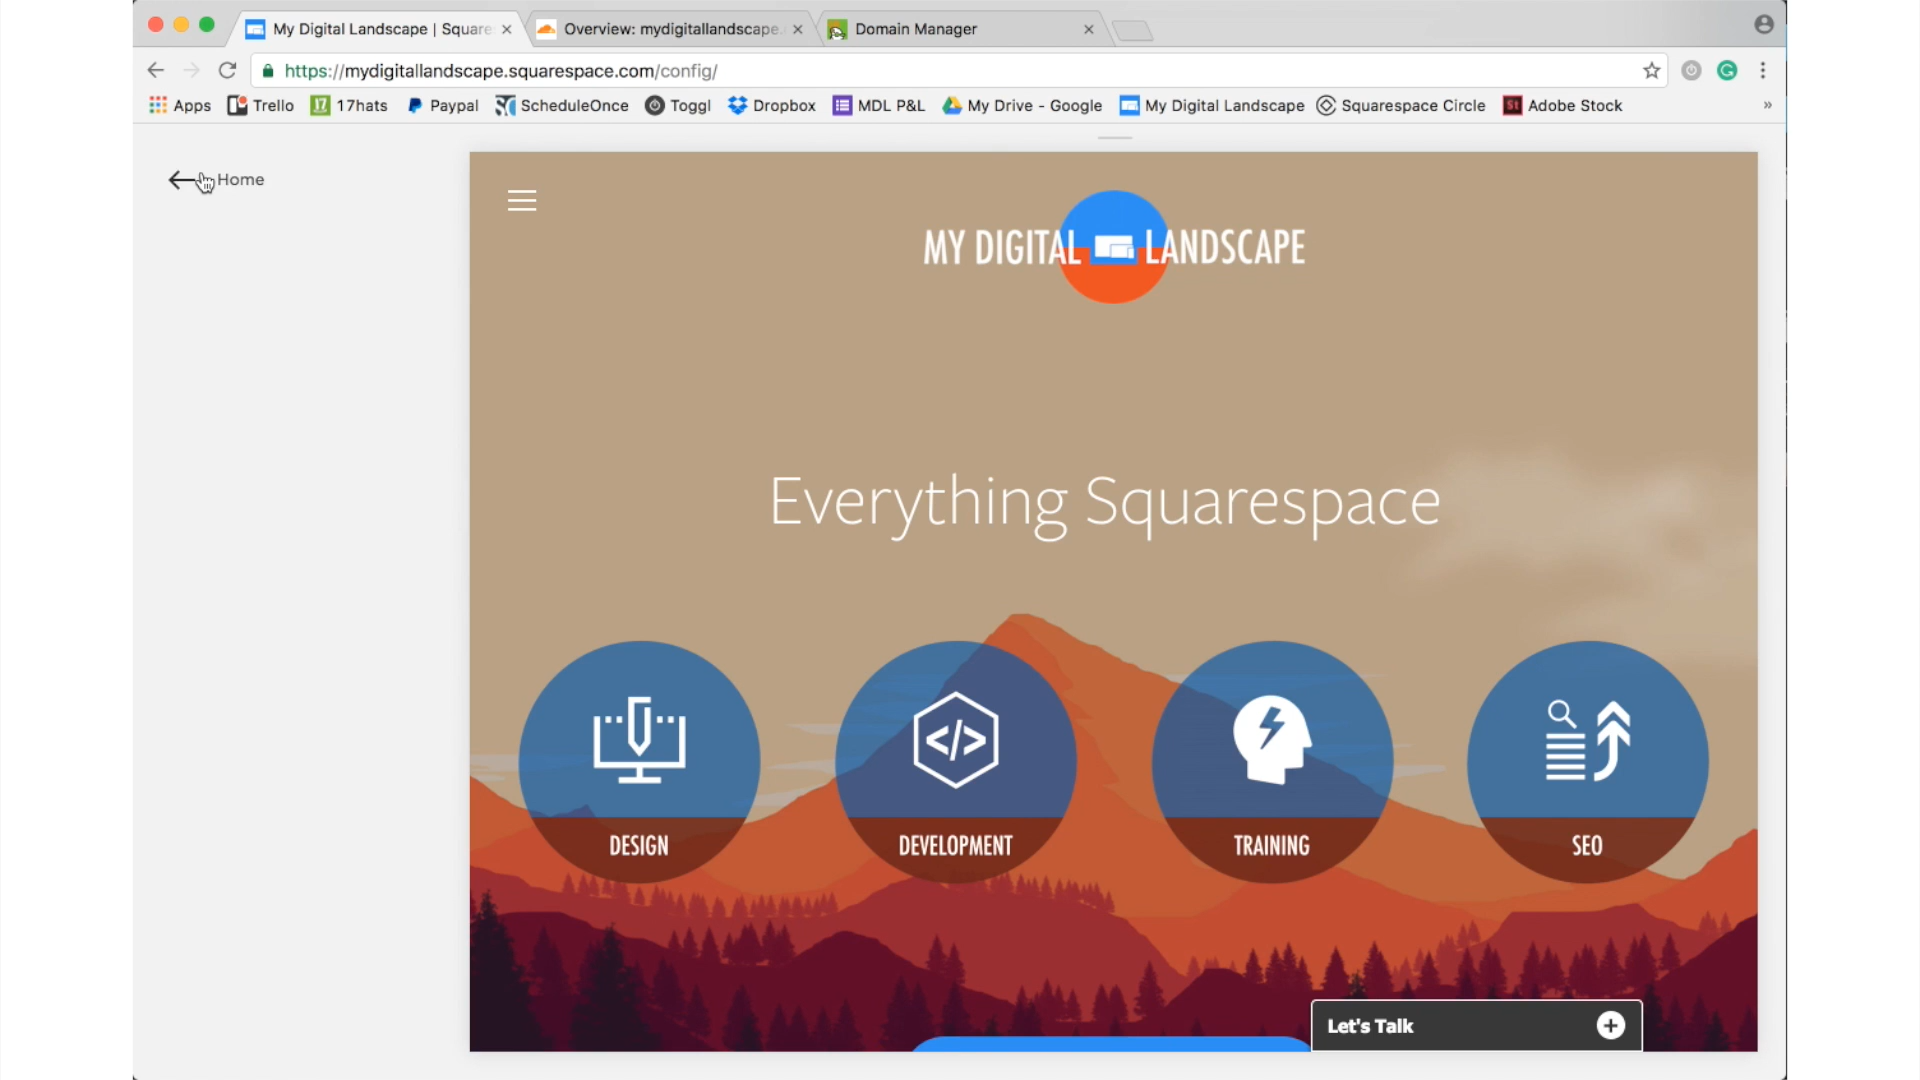 My Digital Landscape | Square
Overview: mydigitallandscape.
Domain Manager
https://mydigitallandscape.squarespace.com/config/
Apps
Trello
17hats
Paypal
ScheduleOnce
Toggl
Dropbox
MDL P&L
My Drive - Google
My Digital Landscape
Squarespace Circle
Adobe Stock
»
Home
MY DIGITAL LANDSCAPE
Everything Squarespace
DESIGN
DEVELOPMENT
TRAINING
SEO
Let's Talk